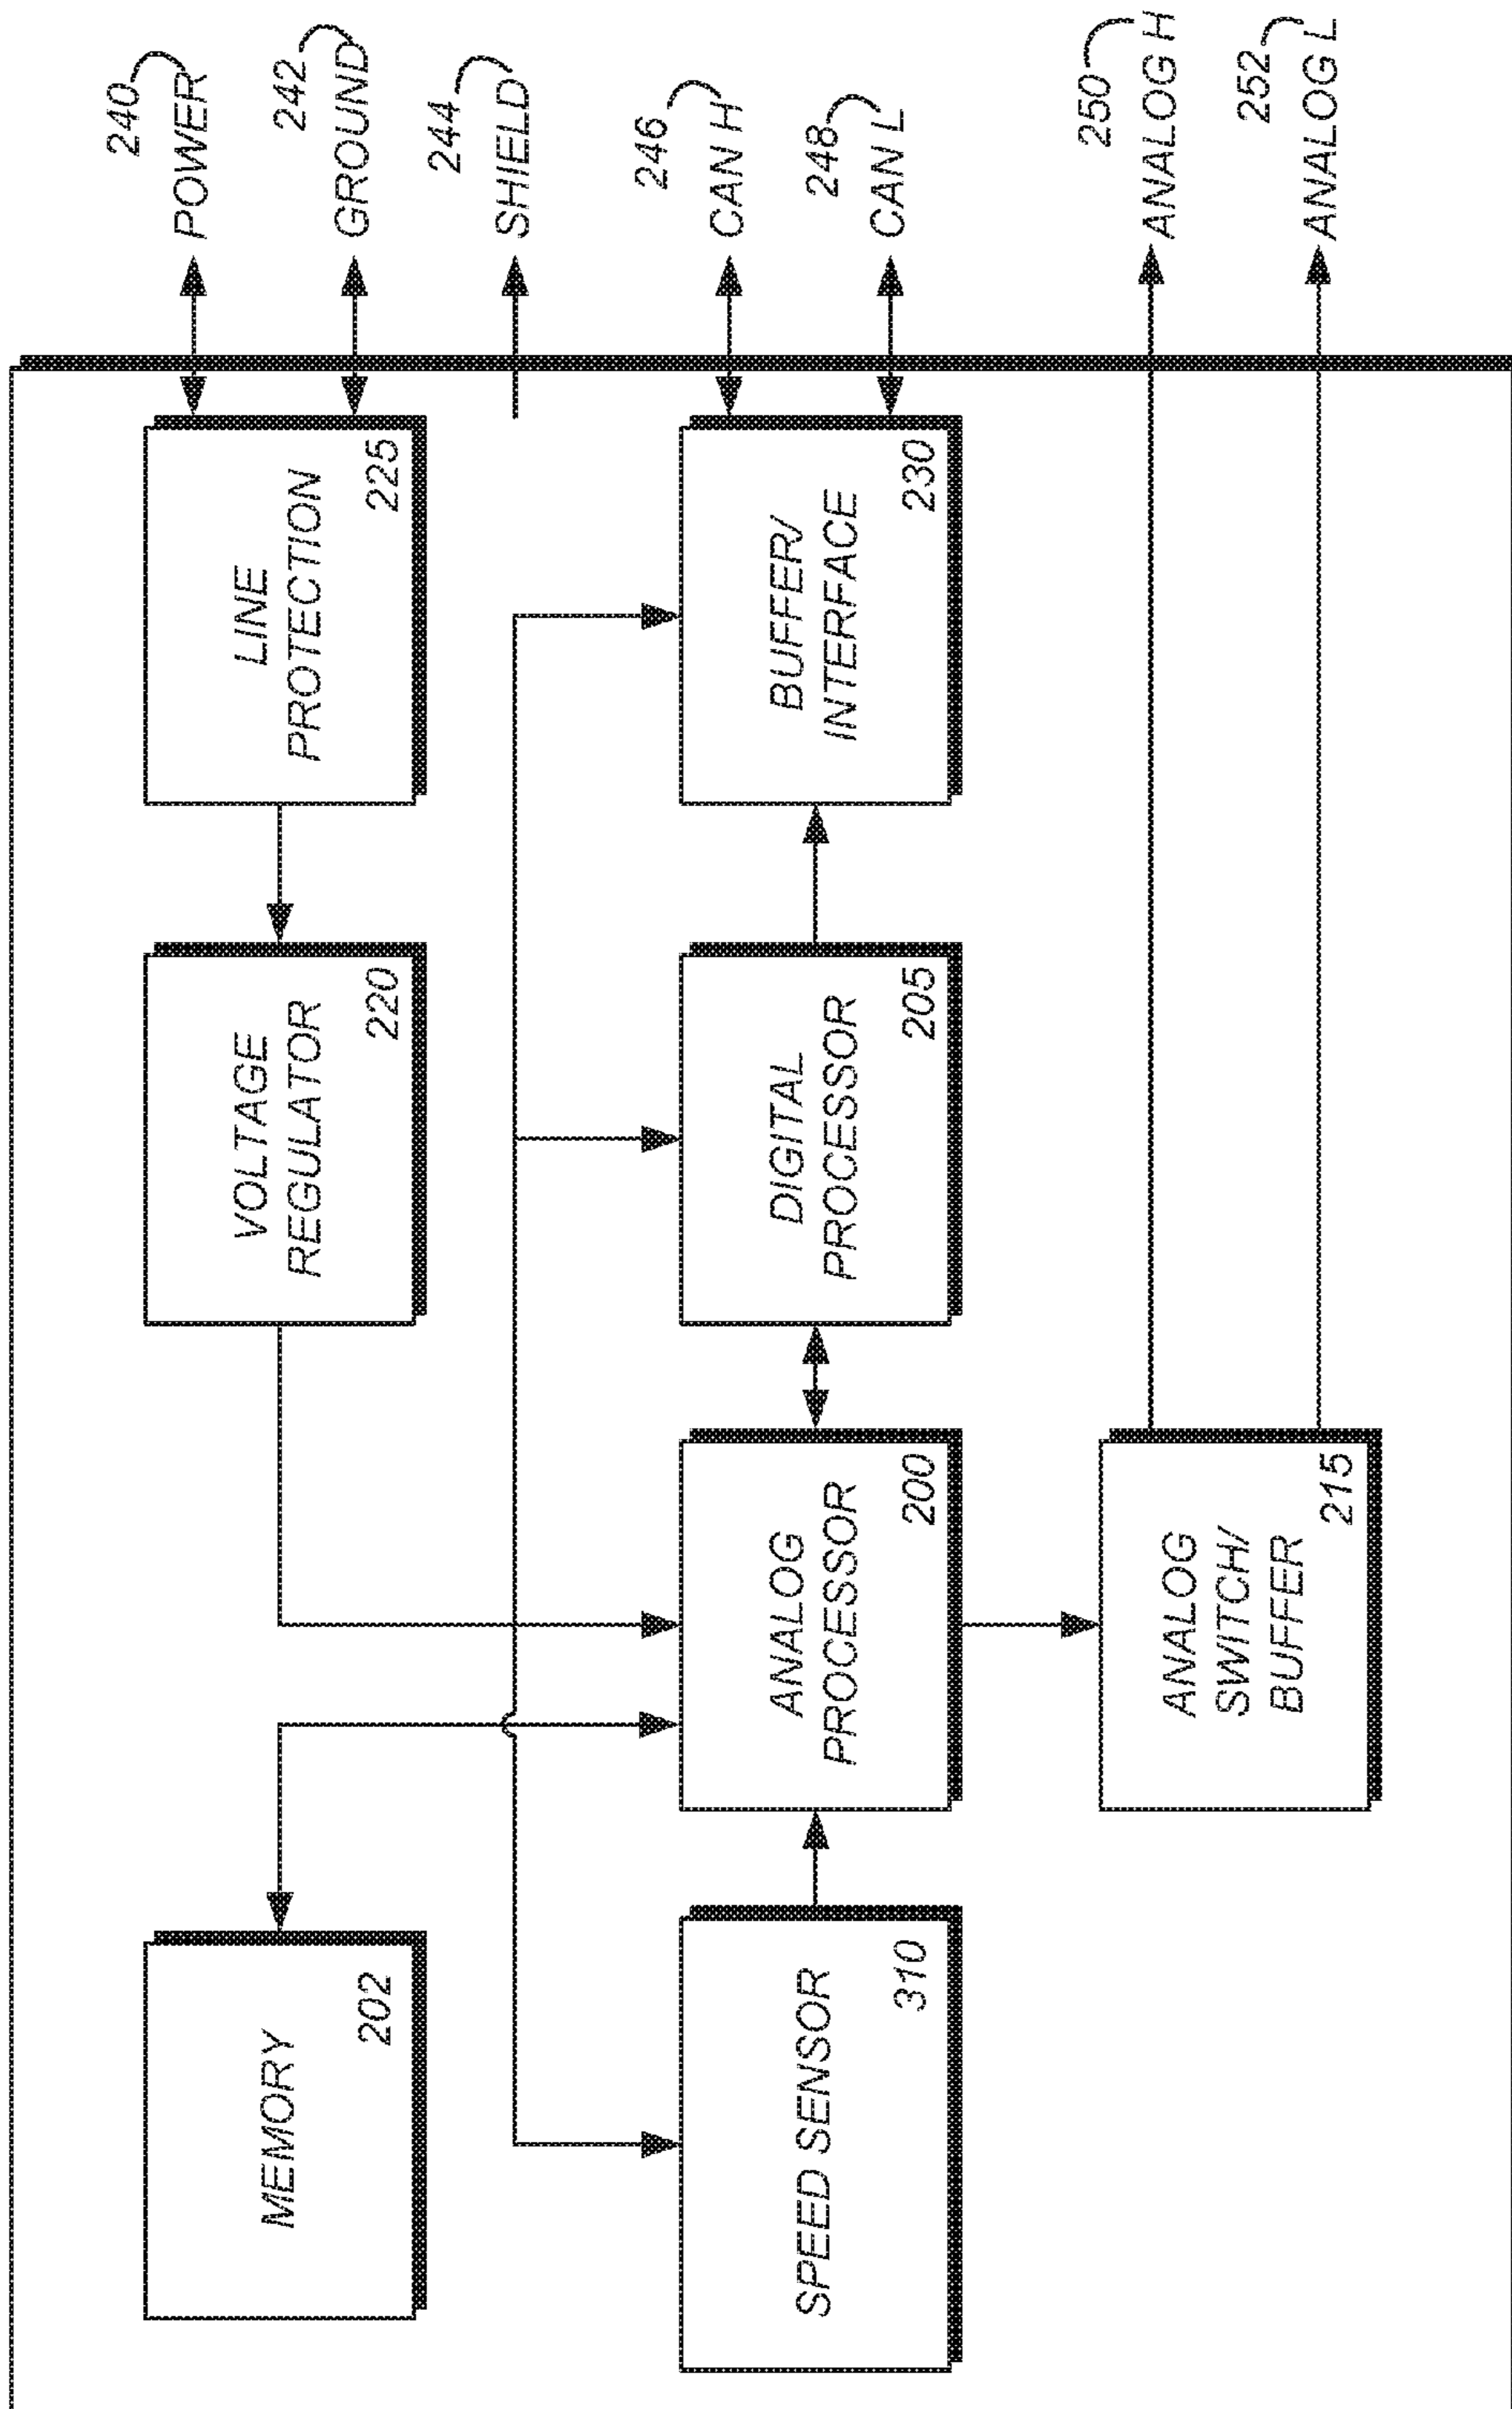 MEMORY
202
VOLTAGE
REGULATOR
220
LINE
PROTECTION
225
240
POWER
242
GROUND
244
SHIELD
SPEED SENSOR
310
ANALOG
PROCESSOR
200
DIGITAL
PROCESSOR
205
BUFFER/
INTERFACE
230
246
CAN H
248
CAN L
ANALOG
SWITCH/
BUFFER
215
250
ANALOG H
252
ANALOG L